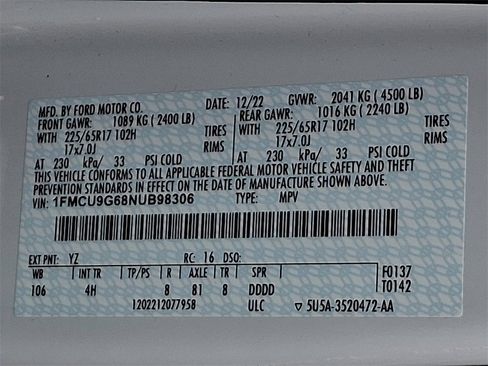 MFD. BY FORD MOTOR CO. DATE: 12/22 GVWR: 2041 KG ( 4500 LB)
FRONT GAWR: 1089 KG ( 2400 LB) REAR GAWR: 1016 KG ( 2240 LB)
WITH 225/65R17 102H TIRES WITH 225/65R17 102H TIRES
17x7.0J RIMS 17x7.0J RIMS
AT 230 kPa/ 33 PSI COLD AT 230 kPa/ 33 PSI COLD
THIS VEHICLE CONFORMS TO ALL APPLICABLE FEDERAL MOTOR VEHICLE SAFETY AND THEFT
PREVENTION STANDARDS IN EFFECT ON THE DATE OF MANUFACTURE SHOWN ABOVE.
VIN: 1FMCU9G68NUB98306 TYPE: MPV
EXT PNT: YZ RC: 16 DSO:
WB INT TR TP/PS R AXLE TR SPR F0137
106 4H 8 81 8 DDDD T0142
1202212077958 ULC ▽ 5U5A-3520472-AA